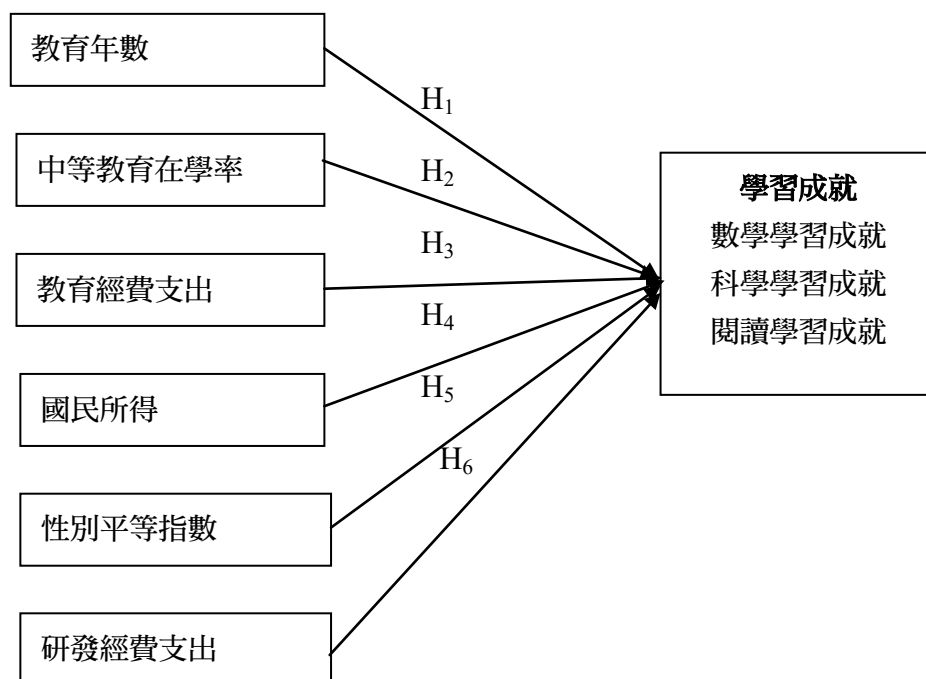 教育年數
H₁
中等教育在學率
H₂
學習成就
數學學習成就
科學學習成就
閱讀學習成就
H₃
教育經費支出
H₄
國民所得
H₅
H₆
性別平等指數
研發經費支出